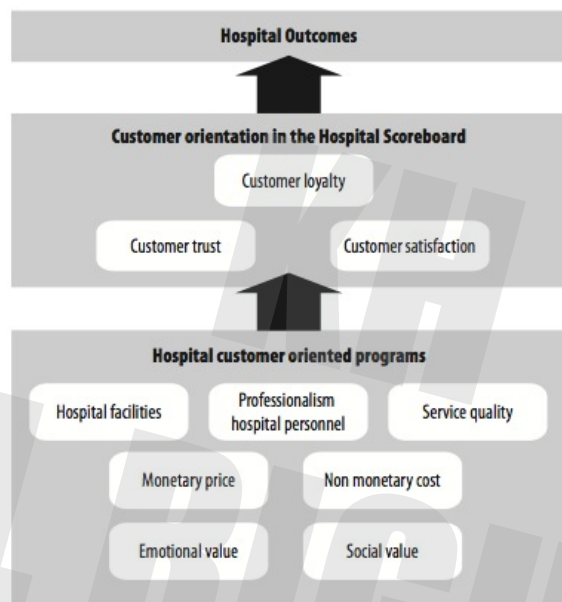 Hospital Outcomes
Customer orientation in the Hospital Scoreboard
Customer loyalty
Customer trust
Customer satisfaction
Hospital customer oriented programs
Hospital facilities
Professionalism
hospital personnel
Service quality
Monetary price
Non monetary cost
Emotional value
Social value